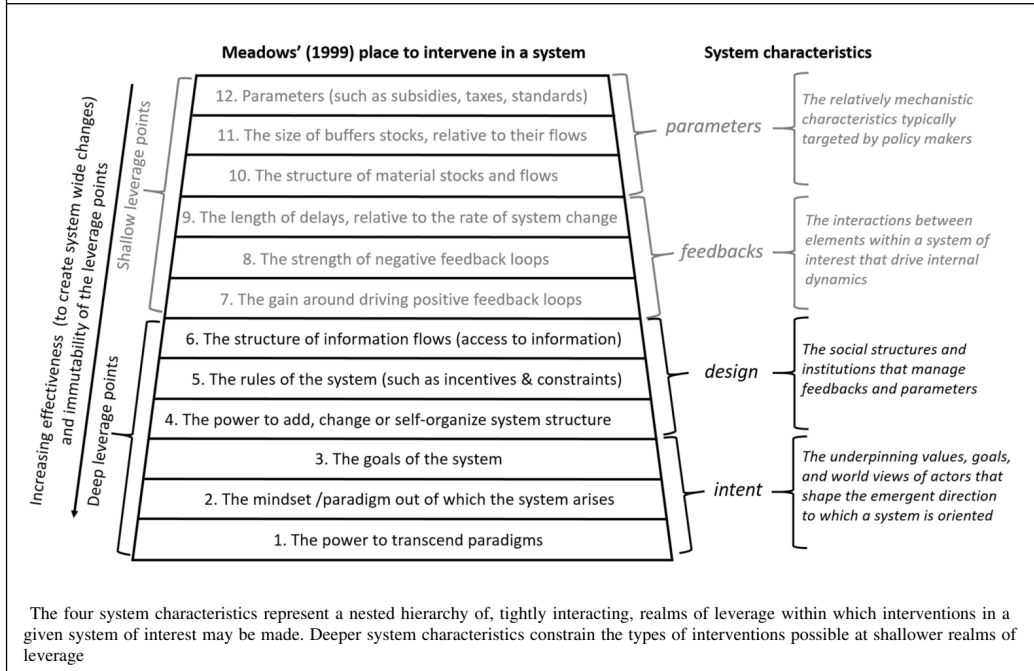 Meadows' (1999) place to intervene in a system
System characteristics
Increasing effectiveness (to create system wide changes)
and immutability of the leverage points
Shallow leverage points
Deep leverage points
12. Parameters (such as subsidies, taxes, standards)
11. The size of buffers stocks, relative to their flows
10. The structure of material stocks and flows
9. The length of delays, relative to the rate of system change
8. The strength of negative feedback loops
7. The gain around driving positive feedback loops
6. The structure of information flows (access to information)
5. The rules of the system (such as incentives & constraints)
4. The power to add, change or self-organize system structure
3. The goals of the system
2. The mindset /paradigm out of which the system arises
1. The power to transcend paradigms
parameters
The relatively mechanistic
characteristics typically
targeted by policy makers
feedbacks
The interactions between
elements within a system of
interest that drive internal
dynamics
design
The social structures and
institutions that manage
feedbacks and parameters
intent
The underpinning values, goals,
and world views of actors that
shape the emergent direction
to which a system is oriented
The four system characteristics represent a nested hierarchy of, tightly interacting, realms of leverage within which interventions in a
given system of interest may be made. Deeper system characteristics constrain the types of interventions possible at shallower realms of
leverage